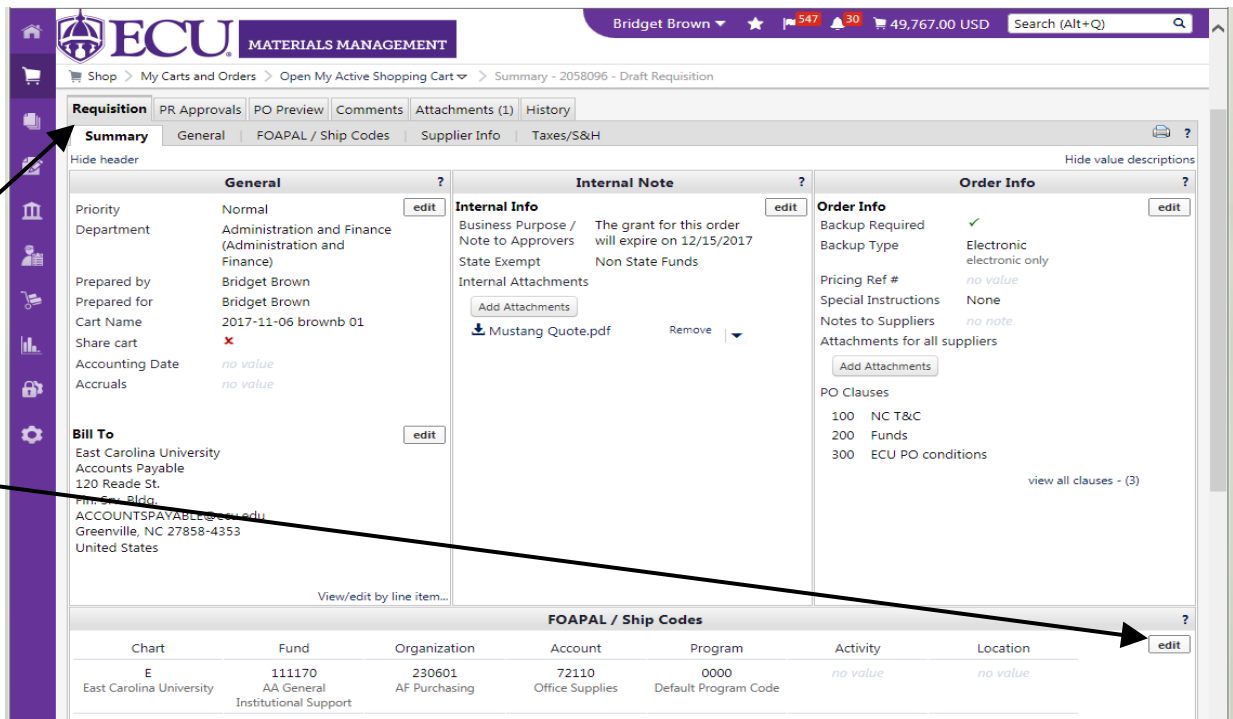 ECU MATERIALS MANAGEMENT
Bridget Brown 547 30 49,767.00 USD Search (Alt+Q)
Shop > My Carts and Orders > Open My Active Shopping Cart > Summary - 2058096 - Draft Requisition
Requisition PR Approvals PO Preview Comments Attachments (1) History
Summary General FOAPAL / Ship Codes Supplier Info Taxes/S&H ?
Hide header Hide value descriptions
General ?
Priority Normal edit
Department Administration and Finance
(Administration and
Finance)
Prepared by Bridget Brown
Prepared for Bridget Brown
Cart Name 2017-11-06 brownb 01
Share cart
Accounting Date no value
Accruals no value
Bill To edit
East Carolina University
Accounts Payable
120 Reade St.
Fin. Srv. Bldg.
ACCOUNTSPAYABLE@ecu.edu
Greenville, NC 27858-4353
United States
View/edit by line item...
Internal Note ?
Internal Info edit
Business Purpose / The grant for this order
Note to Approvers will expire on 12/15/2017
State Exempt Non State Funds
Internal Attachments
Add Attachments
Mustang Quote.pdf Remove
Order Info ?
Order Info edit
Backup Required
Backup Type Electronic
electronic only
Pricing Ref # no value
Special Instructions None
Notes to Suppliers no note
Attachments for all suppliers
Add Attachments
PO Clauses
100 NC T&C
200 Funds
300 ECU PO conditions
view all clauses - (3)
FOAPAL / Ship Codes ?
Chart Fund Organization Account Program Activity Location edit
E 111170 230601 72110 0000 no value no value
East Carolina University AA General AF Purchasing Office Supplies Default Program Code
Institutional Support